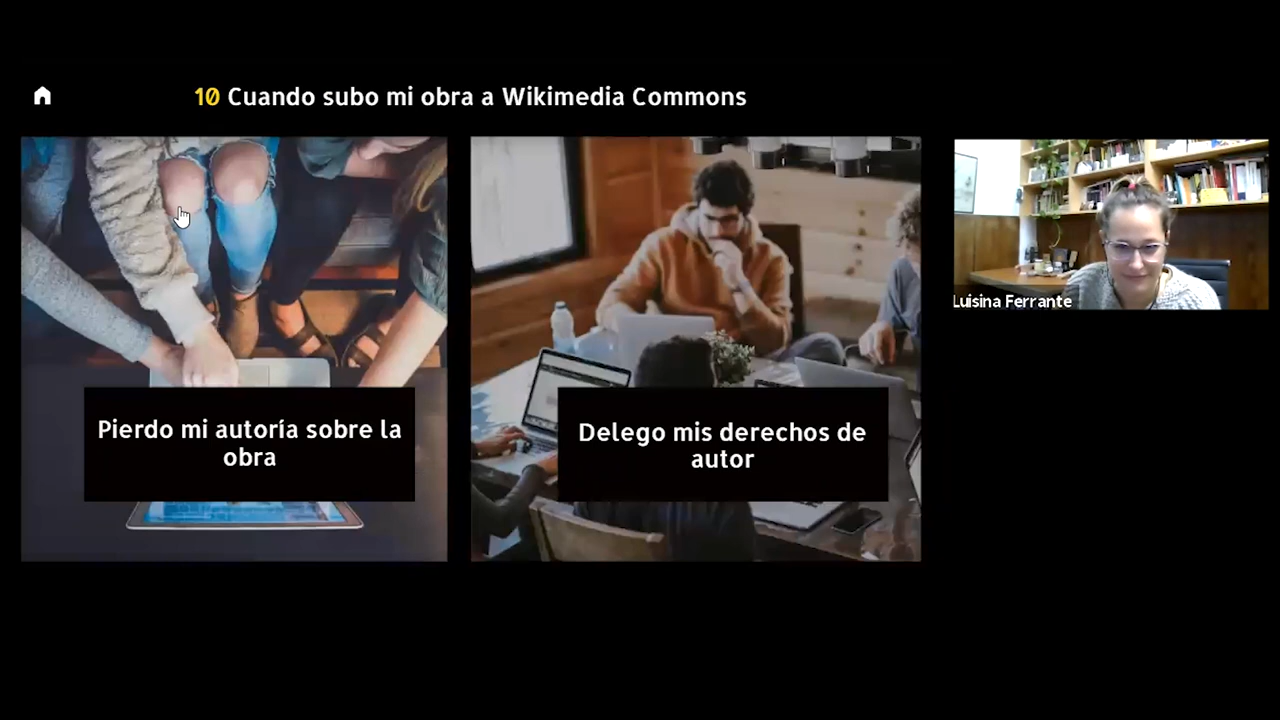 10 Cuando subo mi obra a Wikimedia Commons
Pierdo mi autoría sobre la
obra
Delego mis derechos de
autor
Luisina Ferrante